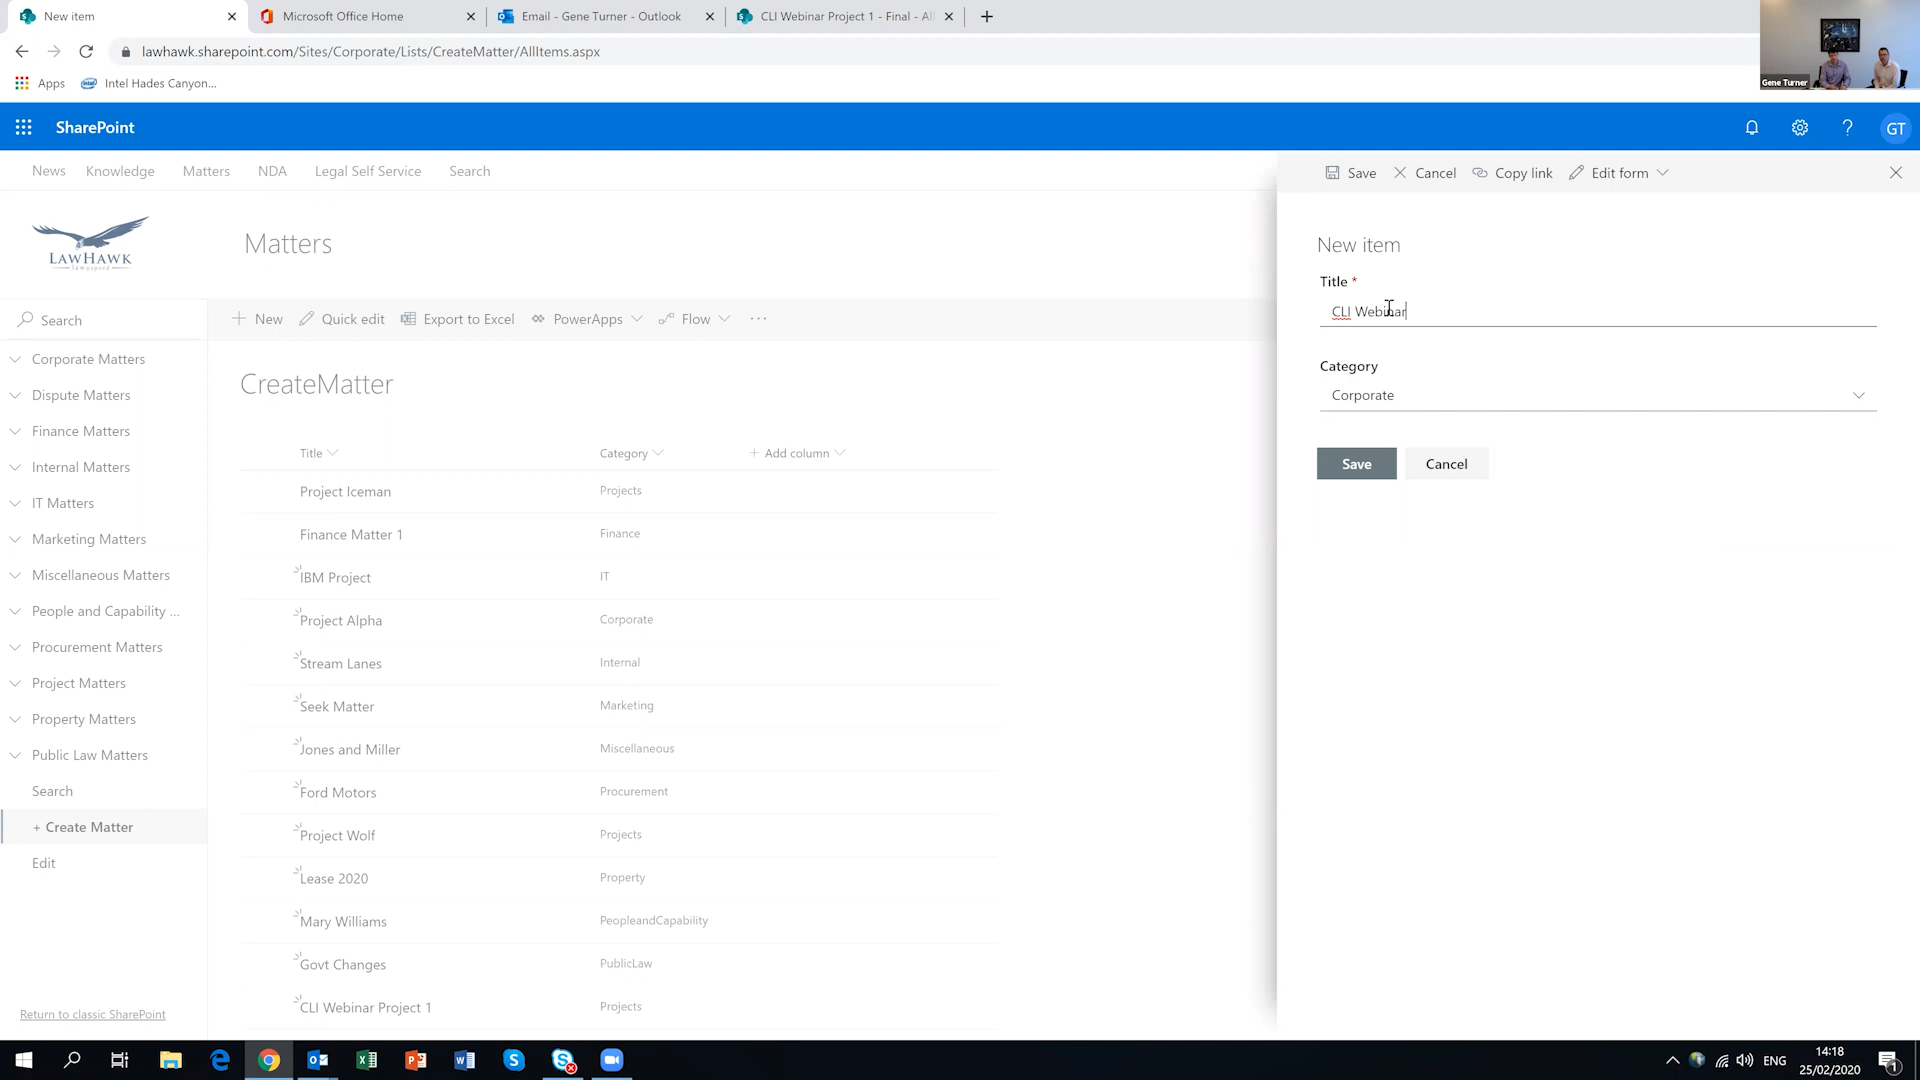 New item
Microsoft Office Home
Email - Gene Turner - Outlook
CLI Webinar Project 1 - Final - Al
lawhawk.sharepoint.com/Sites/Corporate/Lists/CreateMatter/AllItems.aspx
Apps
Intel Hades Canyon...
Gene Turner
SharePoint
?
GT
News
Knowledge
Matters
NDA
Legal Self Service
Search
Save
Cancel
Copy link
Edit form
LAWHAWK
Matters
Search
+ New
Quick edit
Export to Excel
PowerApps
Flow
...
Corporate Matters
Dispute Matters
Finance Matters
Internal Matters
IT Matters
Marketing Matters
Miscellaneous Matters
People and Capability ...
Procurement Matters
Project Matters
Property Matters
Public Law Matters
Search
+ Create Matter
Edit
Return to classic SharePoint
CreateMatter
Title
Category
+ Add column
Project Iceman
Projects
Finance Matter 1
Finance
IBM Project
IT
Project Alpha
Corporate
Stream Lanes
Internal
Seek Matter
Marketing
Jones and Miller
Miscellaneous
Ford Motors
Procurement
Project Wolf
Projects
Lease 2020
Property
Mary Williams
PeopleandCapability
Govt Changes
PublicLaw
CLI Webinar Project 1
Projects
New item
Title *
CLI Webinar
Category
Corporate
Save
Cancel
ENG
14:18
25/02/2020
1